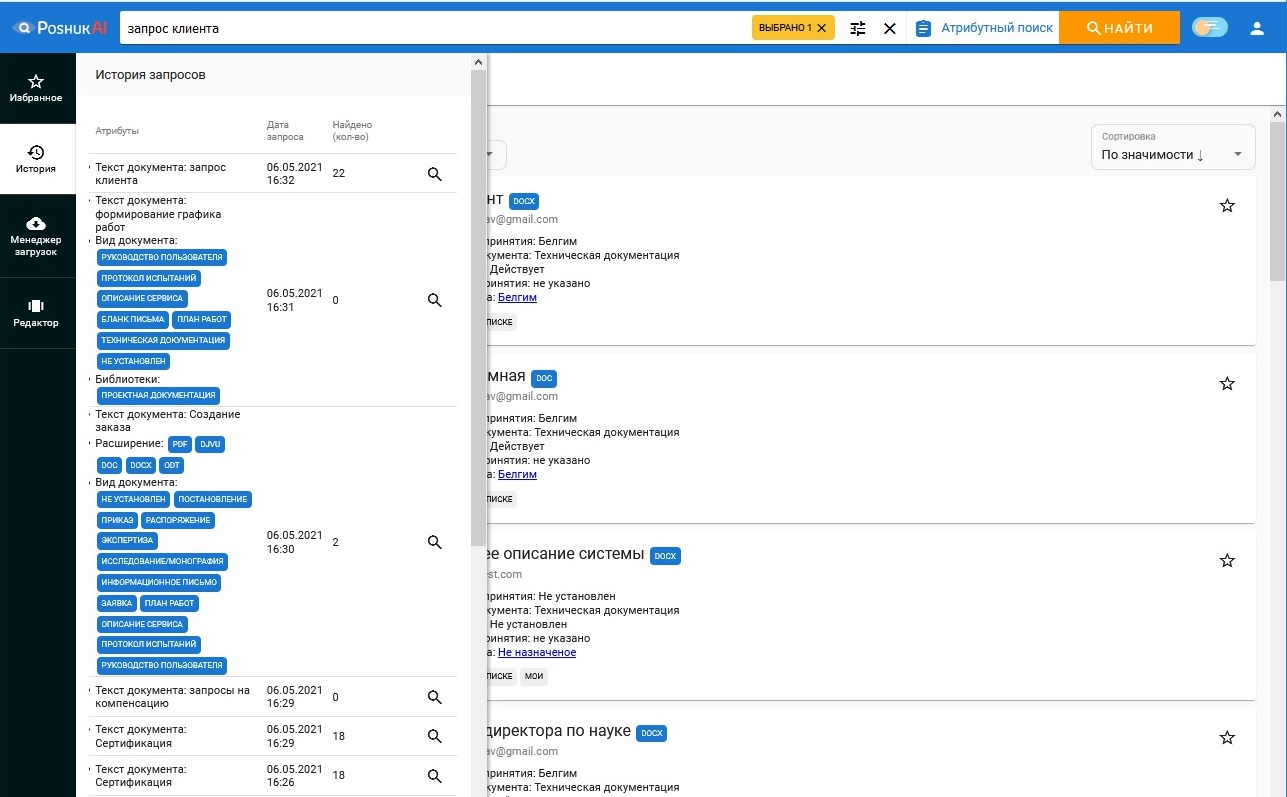 PoshukAI
запрос клиента
ВЫБРАНО 1
Атрибутный поиск
НАЙТИ
Избранное
История
Менеджер
загрузок
Редактор
История запросов
Атрибуты
Дата
запроса
Найдено
(кол-во)
Текст документа: запрос
клиента
06.05.2021
16:32
22
Текст документа:
формирование графика
работ
Вид документа:
РУКОВОДСТВО ПОЛЬЗОВАТЕЛЯ
ПРОТОКОЛ ИСПЫТАНИЙ
ОПИСАНИЕ СЕРВИСА
БЛАНК ПИСЬМА ПЛАН РАБОТ
ТЕХНИЧЕСКАЯ ДОКУМЕНТАЦИЯ
НЕ УСТАНОВЛЕН
Библиотеки:
ПРОЕКТНАЯ ДОКУМЕНТАЦИЯ
06.05.2021
16:31
0
Текст документа: Создание
заказа
Расширение: PDF DJVU
DOC DOCX ODT
Вид документа:
НЕ УСТАНОВЛЕН ПОСТАНОВЛЕНИЕ
ПРИКАЗ РАСПОРЯЖЕНИЕ
ЭКСПЕРТИЗА
ИССЛЕДОВАНИЕ/МОНОГРАФИЯ
ИНФОРМАЦИОННОЕ ПИСЬМО
ЗАЯВКА ПЛАН РАБОТ
ОПИСАНИЕ СЕРВИСА
ПРОТОКОЛ ИСПЫТАНИЙ
РУКОВОДСТВО ПОЛЬЗОВАТЕЛЯ
06.05.2021
16:30
2
Текст документа: запросы на
компенсацию
06.05.2021
16:29
0
Текст документа:
Сертификация
06.05.2021
16:29
18
Текст документа:
Сертификация
06.05.2021
16:26
18
Сортировка
По значимости ↓
нт DOCX
av@gmail.com
принятия: Белгим
кумента: Техническая документация
Действует
ринятия: не указано
а: Белгим
ПИСКЕ
мная DOC
av@gmail.com
принятия: Белгим
кумента: Техническая документация
Действует
ринятия: не указано
а: Белгим
ПИСКЕ
ее описание системы DOCX
st.com
принятия: Не установлен
кумента: Техническая документация
Не установлен
ринятия: не указано
а: Не назначеное
ПИСКЕ МОИ
директора по науке DOCX
av@gmail.com
принятия: Белгим
кумента: Техническая документация